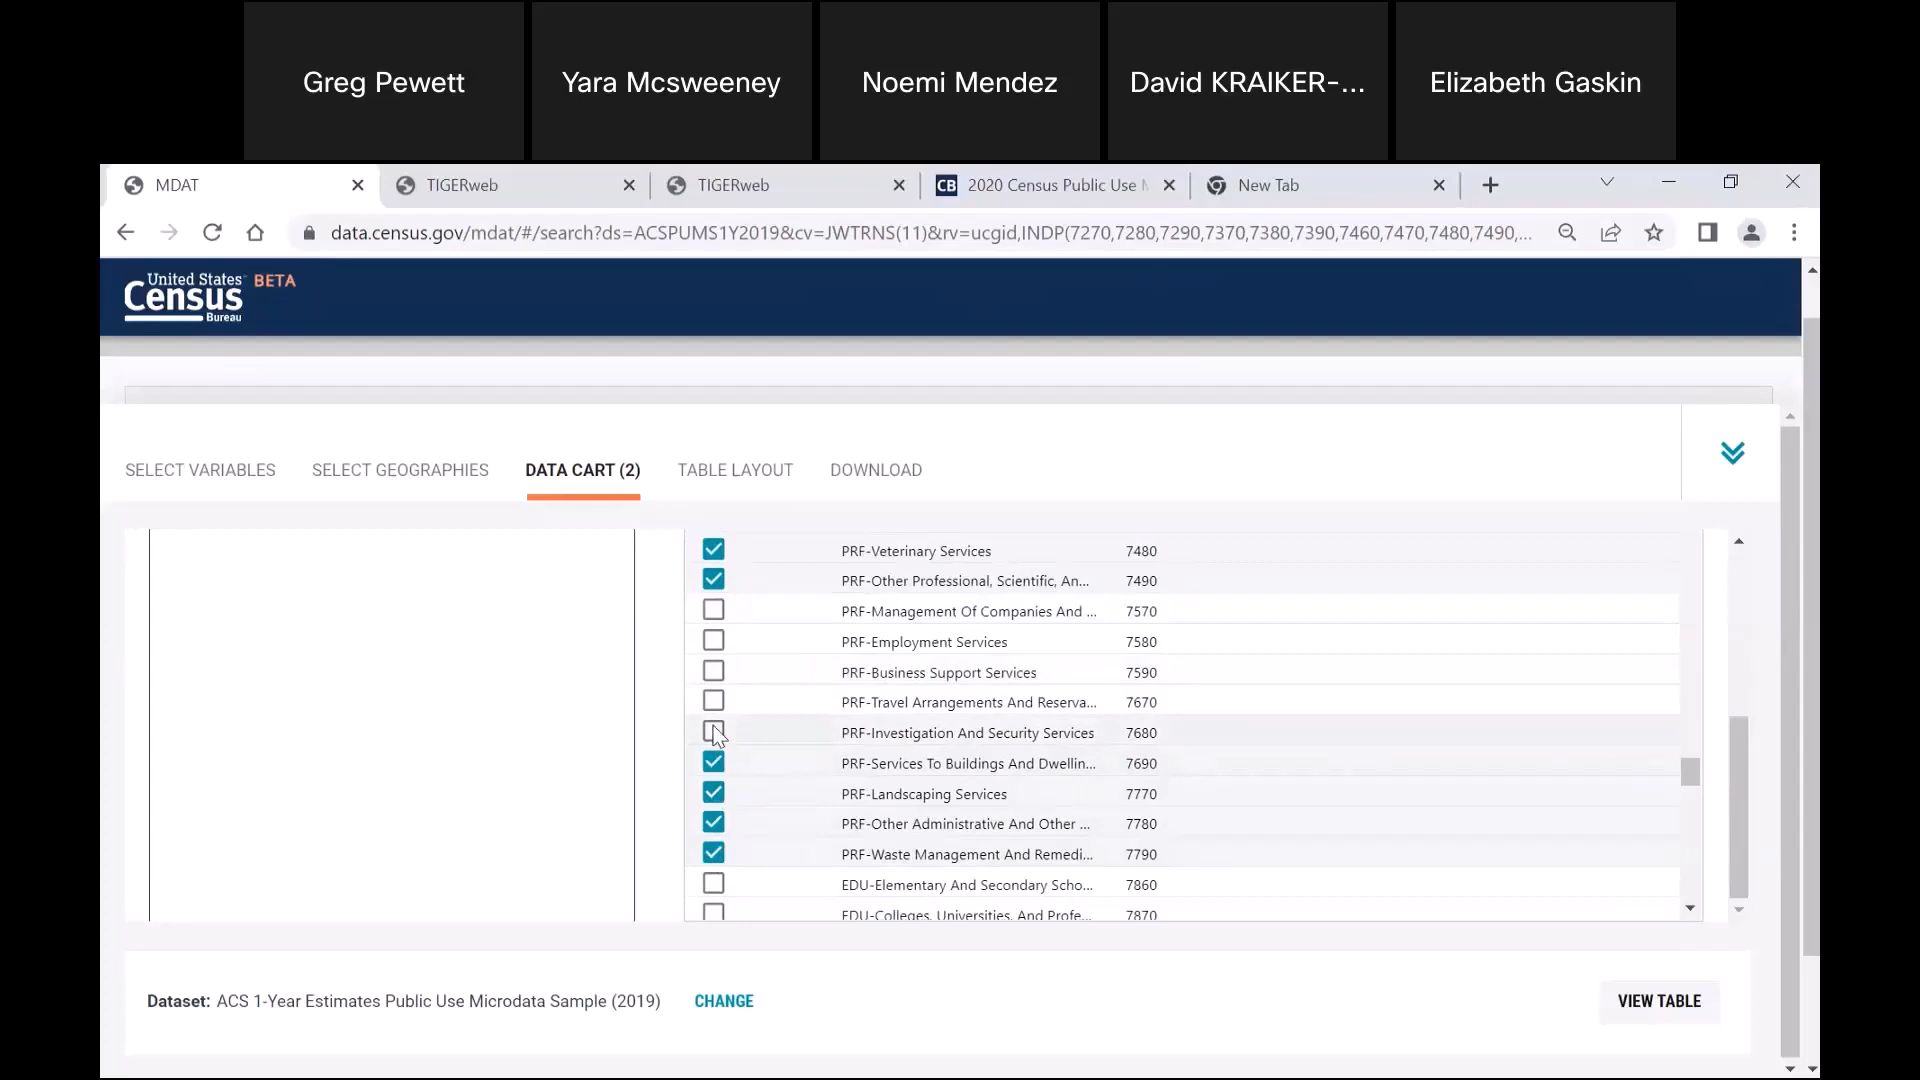 Greg Pewett
Yara Mcsweeney
Noemi Mendez
David KRAIKER-...
Elizabeth Gaskin
MDAT
TIGERweb
TIGERweb
CB 2020 Census Public Use
New Tab
data.census.gov/mdat/#/search?ds=ACSPUMS1Y2019&cv=JWTRNS(11)&rv=ucgid,INDP(7270,7280,7290,7370,7380,7390,7460,7470,7480,7490,...
United States
Census
Bureau
BETA
SELECT VARIABLES
SELECT GEOGRAPHIES
DATA CART (2)
TABLE LAYOUT
DOWNLOAD
PRF-Veterinary Services 7480
PRF-Other Professional, Scientific, An... 7490
PRF-Management Of Companies And ... 7570
PRF-Employment Services 7580
PRF-Business Support Services 7590
PRF-Travel Arrangements And Reserva... 7670
PRF-Investigation And Security Services 7680
PRF-Services To Buildings And Dwellin... 7690
PRF-Landscaping Services 7770
PRF-Other Administrative And Other ... 7780
PRF-Waste Management And Remedi... 7790
EDU-Elementary And Secondary Scho... 7860
EDU-Colleges, Universities, And Profe... 7870
Dataset: ACS 1-Year Estimates Public Use Microdata Sample (2019) CHANGE
VIEW TABLE